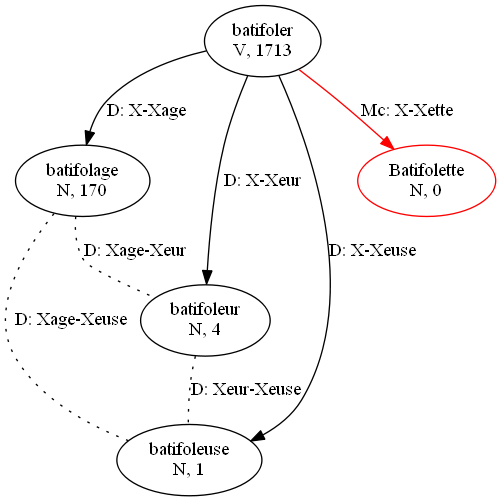 batifoler
V, 1713
D: X-Xage
Mc: X-Xette
batifolage
N, 170
D: X-Xeur
Batifolette
N, 0
D: Xage-Xeur
D: X-Xeuse
D: Xage-Xeuse
batifoleur
N, 4
D: Xeur-Xeuse
batifoleuse
N, 1